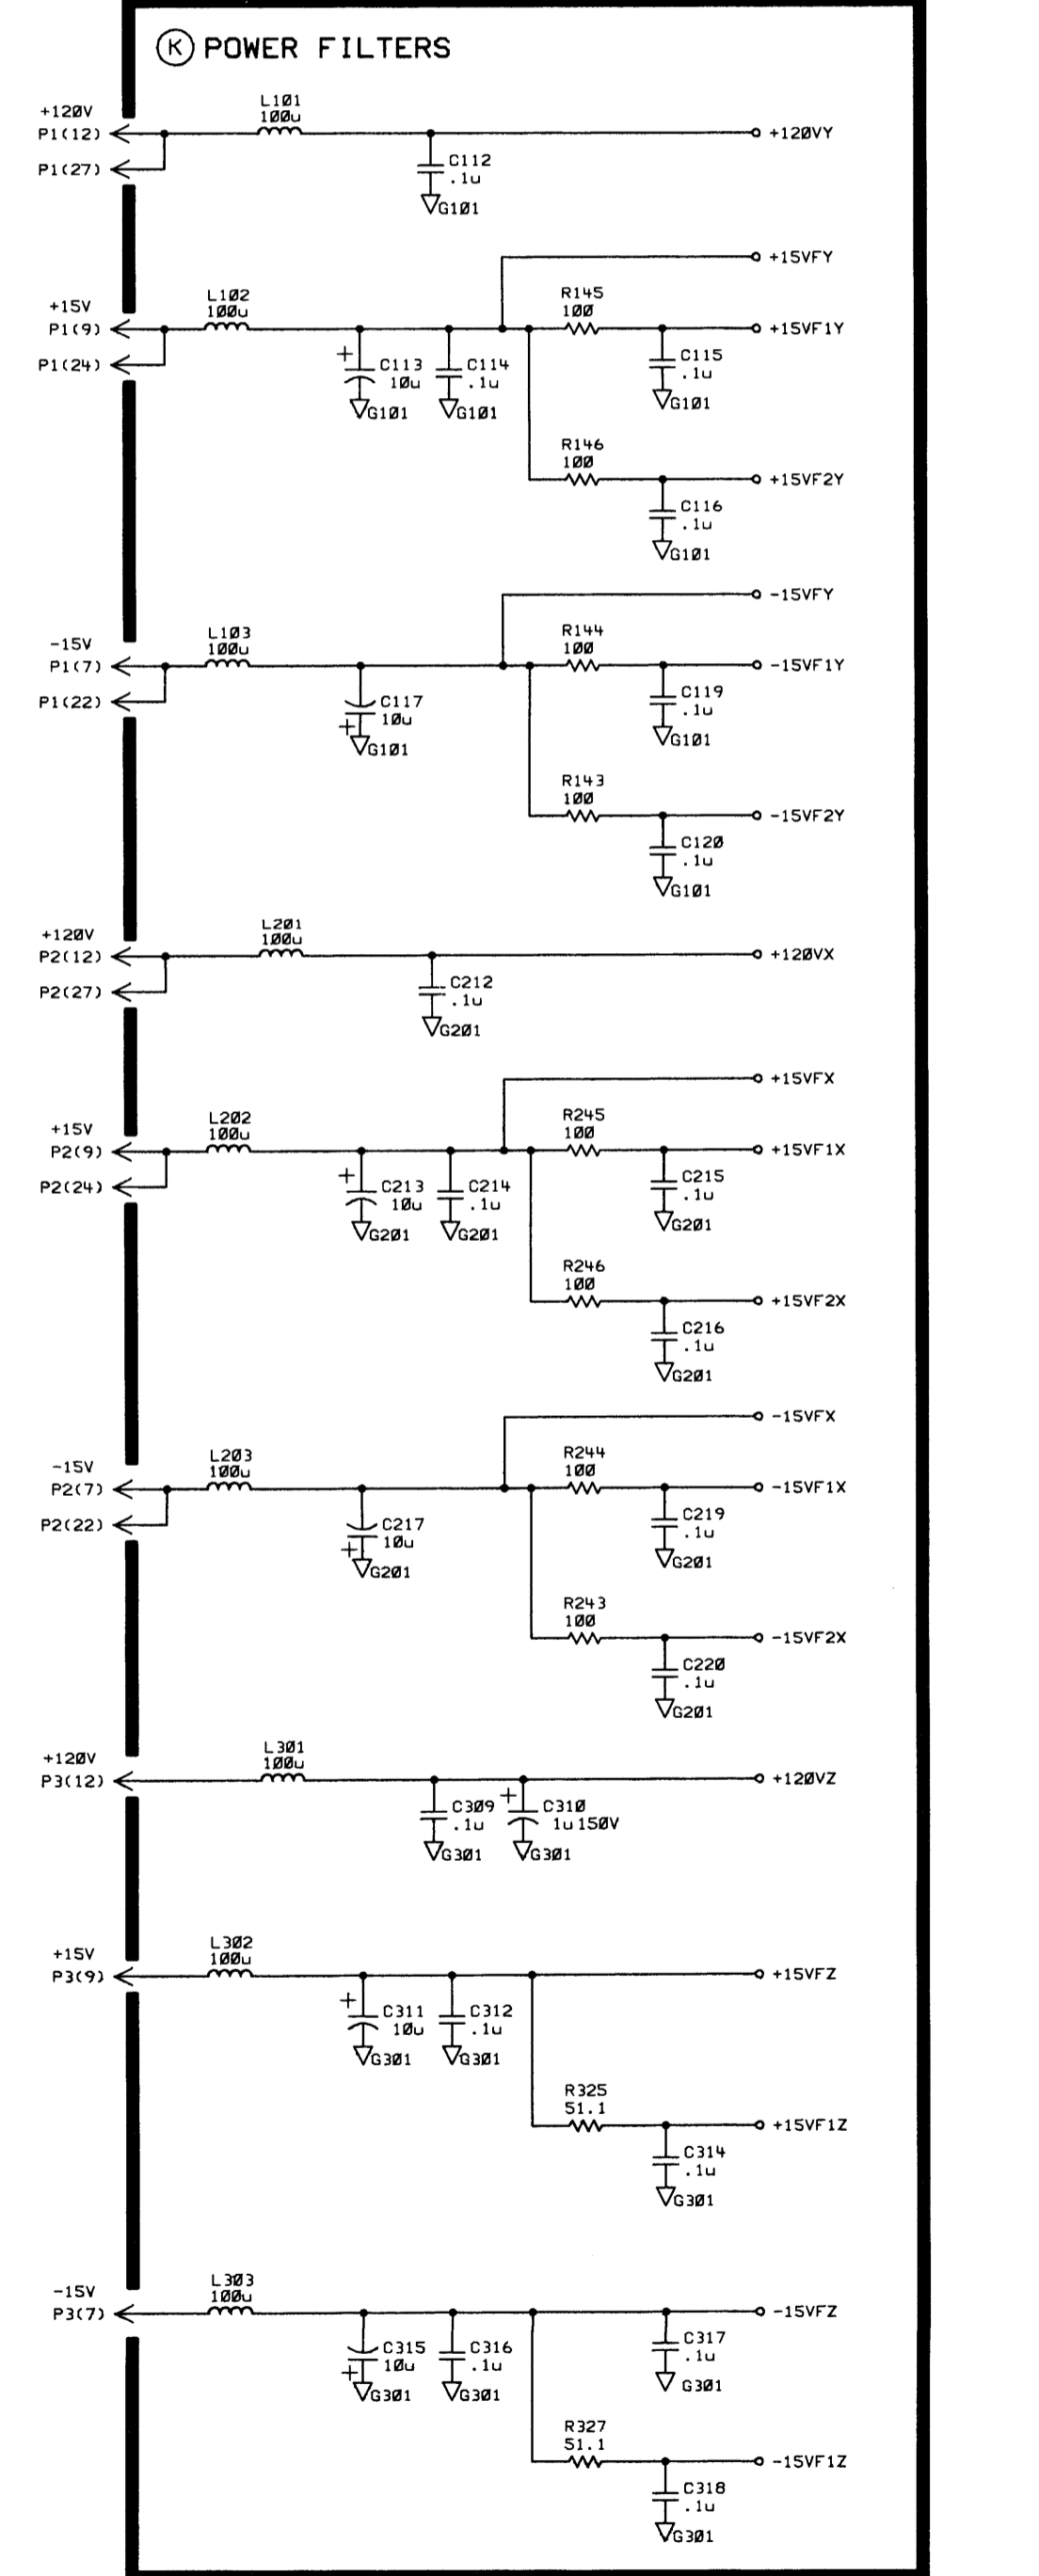 K POWER FILTERS
+120V
P1(12)
P1(27)
L101
100u
C112
.1u
G101
+120VY
+15VFY
+15V
P1(9)
P1(24)
L102
100u
C113
10u
G101
C114
.1u
G101
R145
100
+15VF1Y
C115
.1u
G101
R146
100
+15VF2Y
C116
.1u
G101
-15VFY
-15V
P1(7)
P1(22)
L103
100u
C117
10u
G101
R144
100
-15VF1Y
C119
.1u
G101
R143
100
-15VF2Y
C120
.1u
G101
+120V
P2(12)
P2(27)
L201
100u
C212
.1u
G201
+120VX
+15VFX
+15V
P2(9)
P2(24)
L202
100u
C213
10u
G201
C214
.1u
G201
R245
100
+15VF1X
C215
.1u
G201
R246
100
+15VF2X
C216
.1u
G201
-15VFX
-15V
P2(7)
P2(22)
L203
100u
C217
10u
G201
R244
100
-15VF1X
C219
.1u
G201
R243
100
-15VF2X
C220
.1u
G201
+120V
P3(12)
L301
100u
C309
.1u
G301
C310
1u 150V
G301
+120VZ
+15V
P3(9)
L302
100u
C311
10u
G301
C312
.1u
G301
+15VFZ
R325
51.1
+15VF1Z
C314
.1u
G301
-15V
P3(7)
L303
100u
C315
10u
G301
C316
.1u
G301
-15VFZ
C317
.1u
G301
R327
51.1
-15VF1Z
C318
.1u
G301